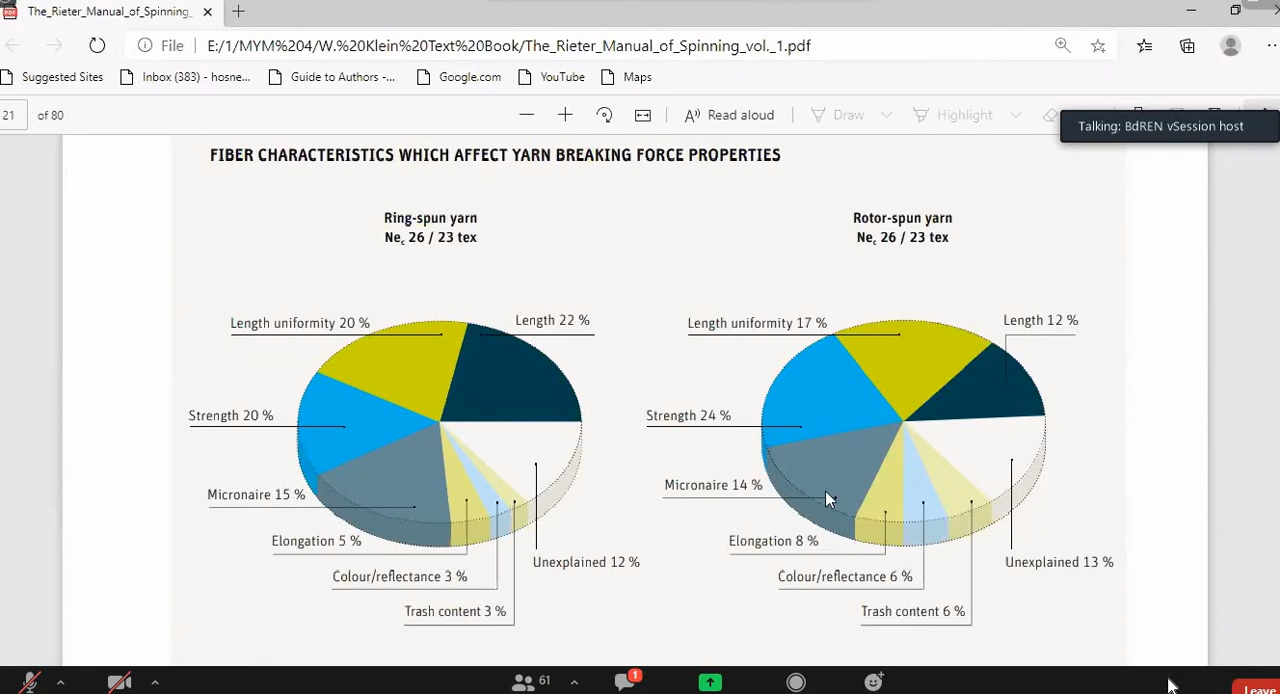 The_Rieter_Manual_of_Spinning_
File E:/1/MYM%204/W.%20Klein%20Text%20Book/The_Rieter_Manual_of_Spinning_vol._1.pdf
Suggested Sites Inbox (383) - hosne... Guide to Authors -... Google.com YouTube Maps
21 of 80 Read aloud Draw Highlight
Talking: BdREN vSession host
FIBER CHARACTERISTICS WHICH AFFECT YARN BREAKING FORCE PROPERTIES
Ring-spun yarn
Nec 26 / 23 tex
Length uniformity 20 %
Length 22 %
Strength 20 %
Micronaire 15 %
Elongation 5 %
Unexplained 12 %
Colour/reflectance 3 %
Trash content 3 %
Rotor-spun yarn
Nec 26 / 23 tex
Length uniformity 17 %
Length 12 %
Strength 24 %
Micronaire 14 %
Elongation 8 %
Unexplained 13 %
Colour/reflectance 6 %
Trash content 6 %
61 1 Leave